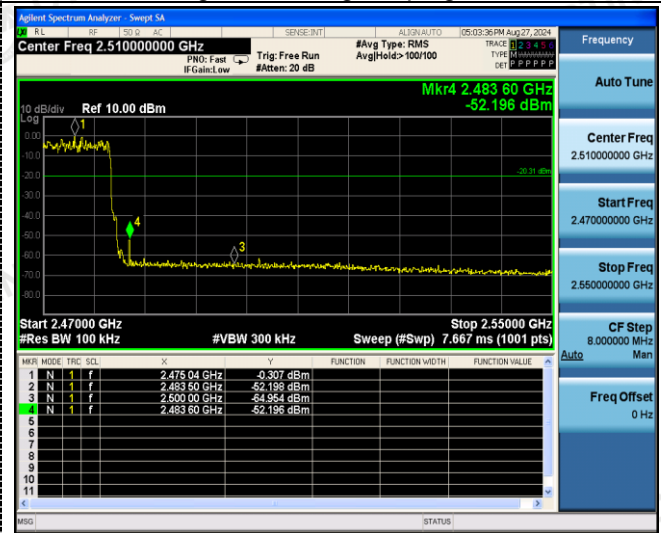 Agilent Spectrum Analyzer - Swept SA
RL RF 50 Ω AC SENSE:INT ALIGN AUTO 05:03:36 PM Aug 27, 2024
Center Freq 2.510000000 GHz
PNO: Fast
IFGain:Low
Trig: Free Run
#Atten: 20 dB
#Avg Type: RMS
Avg|Hold:> 100/100
TRACE 1 2 3 4 5 6
TYPE M WWWWW
DET P P P P P P
Mkr4 2.483 60 GHz
-52.196 dBm
10 dB/div Ref 10.00 dBm
Log
0.00
-10.0
-20.0
-30.0
-40.0
-50.0
-60.0
-70.0
-80.0
1
-20.31 dBm
4
3
Start 2.47000 GHz Stop 2.55000 GHz
#Res BW 100 kHz #VBW 300 kHz Sweep (#Swp) 7.667 ms (1001 pts)
MKR MODE TRC SCL X Y FUNCTION FUNCTION WIDTH FUNCTION VALUE
1 N 1 f 2.475 04 GHz -0.307 dBm
2 N 1 f 2.483 50 GHz -52.198 dBm
3 N 1 f 2.500 00 GHz -64.954 dBm
4 N 1 f 2.483 60 GHz -52.196 dBm
5
6
7
8
9
10
11
MSG STATUS
Frequency
Auto Tune
Center Freq
2.510000000 GHz
Start Freq
2.470000000 GHz
Stop Freq
2.550000000 GHz
CF Step
8.000000 MHz
Auto Man
Freq Offset
0 Hz